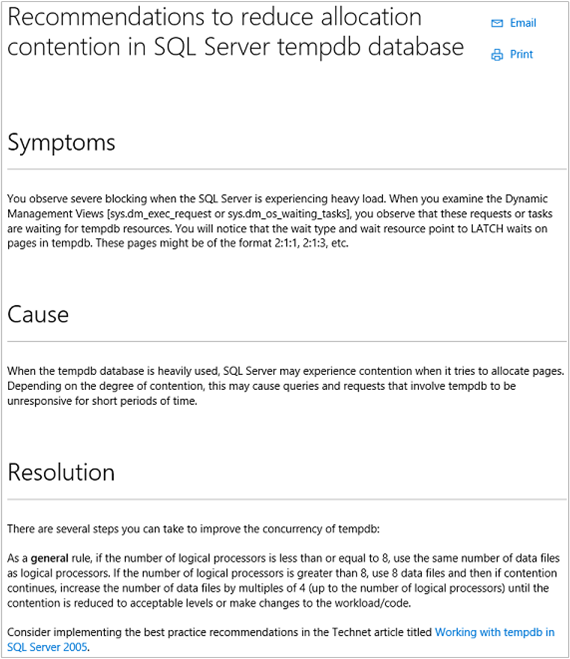 Recommendations to reduce allocation
contention in SQL Server tempdb database
Email
Print
Symptoms
You observe severe blocking when the SQL Server is experiencing heavy load. When you examine the Dynamic
Management Views [sys.dm_exec_request or sys.dm_os_waiting_tasks], you observe that these requests or tasks
are waiting for tempdb resources. You will notice that the wait type and wait resource point to LATCH waits on
pages in tempdb. These pages might be of the format 2:1:1, 2:1:3, etc.
Cause
When the tempdb database is heavily used, SQL Server may experience contention when it tries to allocate pages.
Depending on the degree of contention, this may cause queries and requests that involve tempdb to be
unresponsive for short periods of time.
Resolution
There are several steps you can take to improve the concurrency of tempdb:
As a general rule, if the number of logical processors is less than or equal to 8, use the same number of data files
as logical processors. If the number of logical processors is greater than 8, use 8 data files and then if contention
continues, increase the number of data files by multiples of 4 (up to the number of logical processors) until the
contention is reduced to acceptable levels or make changes to the workload/code.
Consider implementing the best practice recommendations in the Technet article titled Working with tempdb in
SQL Server 2005.